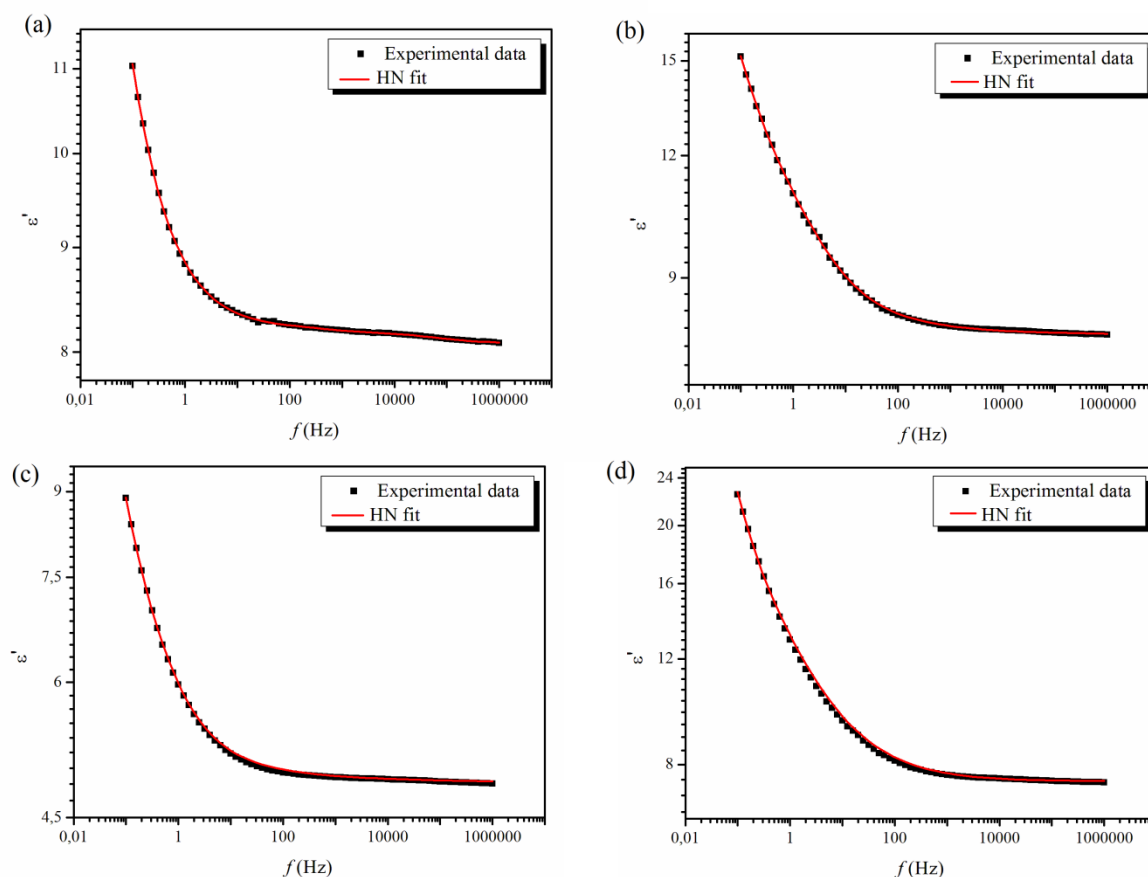 (a)
Experimental data
HN fit
11
10
9
8
ε'
0,01 1 100 10000 1000000
f (Hz)
(b)
Experimental data
HN fit
15
12
9
ε'
0,01 1 100 10000 1000000
f (Hz)
(c)
Experimental data
HN fit
9
7,5
6
4,5
ε'
0,01 1 100 10000 1000000
f (Hz)
(d)
Experimental data
HN fit
24
20
16
12
8
ε'
0,01 1 100 10000 1000000
f (Hz)